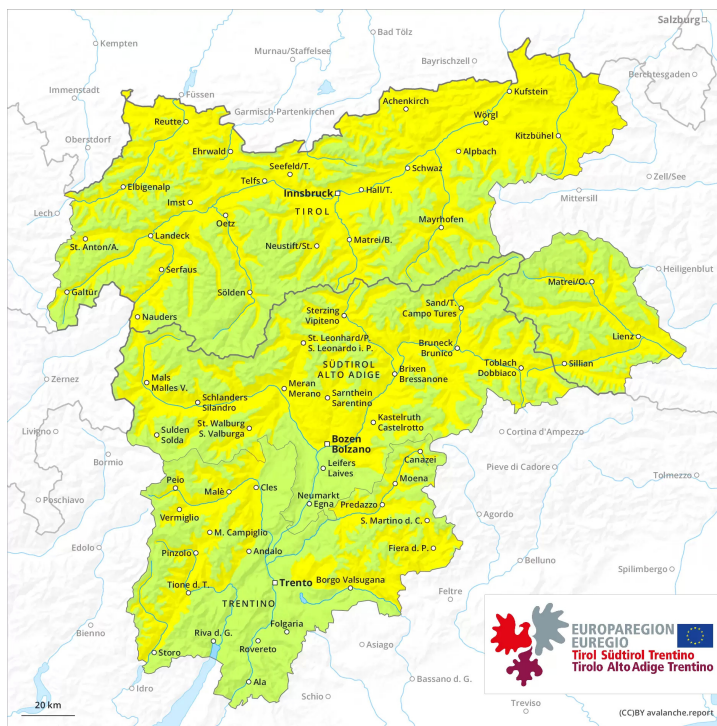 Salzburg
Kempten
Bad Tölz
Murnau/Staffelsee
Bayrischzell
Berchtesgaden
Immenstadt
Füssen
Garmisch-Partenkirchen
Achenkirch
Kufstein
Reutte
Wörgl
Oberstdorf
Ehrwald
Kitzbühel
Alpbach
Seefeld/T.
Schwaz
Telfs
Zell/See
Elbigenalp
Innsbruck
Hall/T.
Mittersill
Imst
TIROL
Lech
Oetz
Mayrhofen
Landeck
Neustift/St.
Matrei/B.
St. Anton/A.
Serfaus
Heiligenblut
Matrei/O.
Galtür
Sölden
Sand/T.
Campo Tures
Nauders
Sterzing
Vipiteno
Lienz
St. Leonhard/P.
S. Leonardo i. P.
Bruneck
Brunico
Toblach
Dobbiaco
Sillian
SÜDTIROL
ALTO ADIGE
Brixen
Bressanone
Zernez
Mals
Malles V.
Meran
Merano
Sarnthein
Sarentino
Schlanders
Silandro
Kastelruth
Castelrotto
St. Walburg
S. Valburga
Livigno
Sulden
Solda
Bozen
Bolzano
Cortina d'Ampezzo
Canazei
Bormio
Leifers
Laives
Pieve di Cadore
Tolmezzo
Peio
Moena
Malè
Cles
Neumarkt
Egna
Poschiavo
Predazzo
Vermiglio
Agordo
S. Martino d. C.
M. Campiglio
Edolo
Pinzolo
Andalo
Fiera d. P.
Belluno
Spilimbergo
Tione d. T.
Trento
Borgo Valsugana
Feltre
TRENTINO
Folgaria
Bienno
Riva d. G.
Rovereto
Asiago
Storo
Bassano d. G.
Ala
Idro
Schio
Treviso
EUROPAREGION
EUREGIO
Tirol Südtirol Trentino
Tirolo Alto Adige Trentino
20 km
(CC)BY avalanche.report